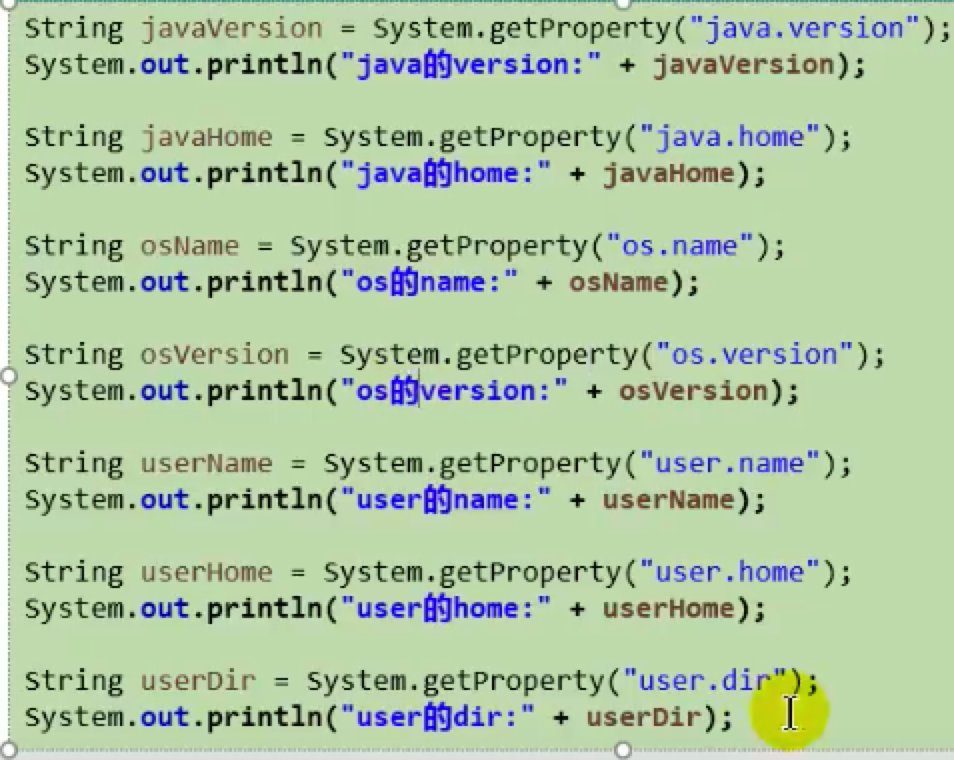 String javaVersion = System.getProperty("java.version");
System.out.println("java的version:" + javaVersion);
String javaHome = System.getProperty("java.home");
System.out.println("java的home:" + javaHome);
String osName = System.getProperty("os.name");
System.out.println("os的name:" + osName);
String osVersion = System.getProperty("os.version");
System.out.println("os的version:" + osVersion);
String userName = System.getProperty("user.name");
System.out.println("user的name:" + userName);
String userHome = System.getProperty("user.home");
System.out.println("user的home:" + userHome);
String userDir = System.getProperty("user.dir");
System.out.println("user的dir:" + userDir);